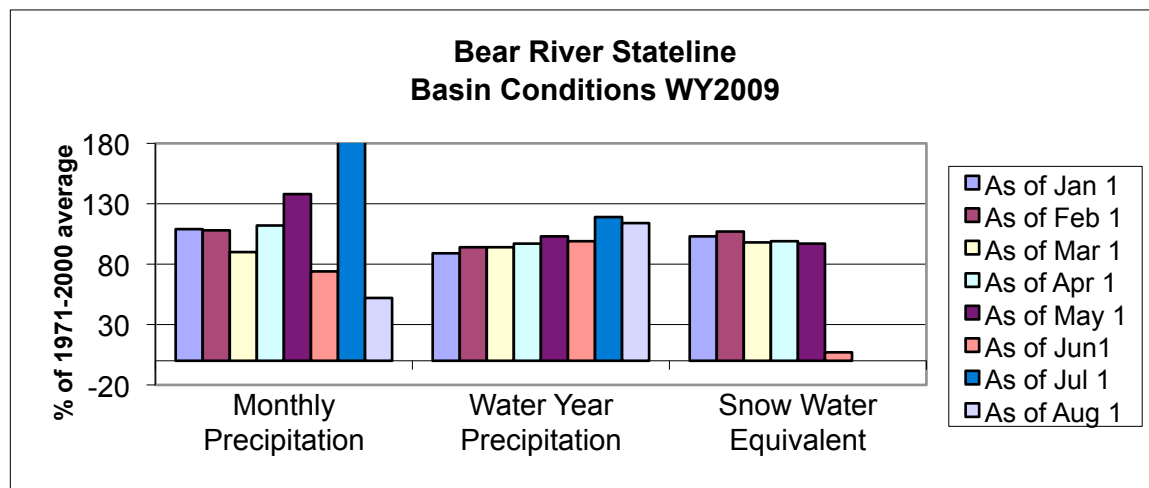 Bear River Stateline
Basin Conditions WY2009
% of 1971-2000 average
180
130
80
30
-20
Monthly
Precipitation
Water Year
Precipitation
Snow Water
Equivalent
As of Jan 1
As of Feb 1
As of Mar 1
As of Apr 1
As of May 1
As of Jun1
As of Jul 1
As of Aug 1